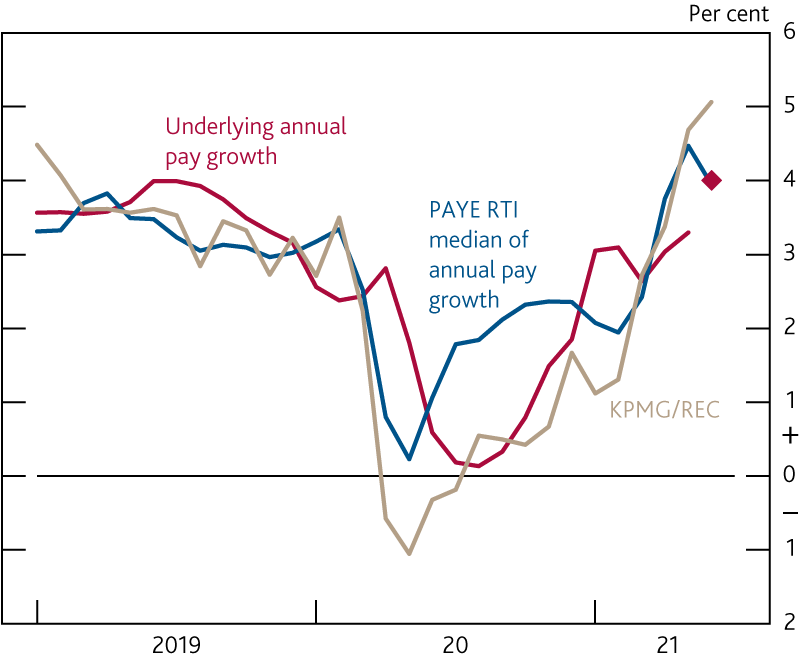 Per cent
6
Underlying annual
pay growth
5
4
PAYE RTI
median of
annual pay
growth
3
2
1
KPMG/REC
+
0
–
1
2
2019
20
21